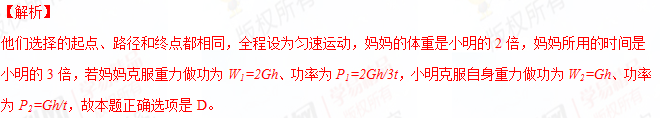 【解析】
他们选择的起点、路径和终点都相同，全程设为匀速运动，妈妈的体重是小明的 2 倍，妈妈所用的时间是
小明的 3 倍，若妈妈克服重力做功为 W₁=2Gh、功率为 P₁=2Gh/3t，小明克服自身重力做功为 W₂=Gh、功率
为 P₂=Gh/t，故本题正确选项是 D。